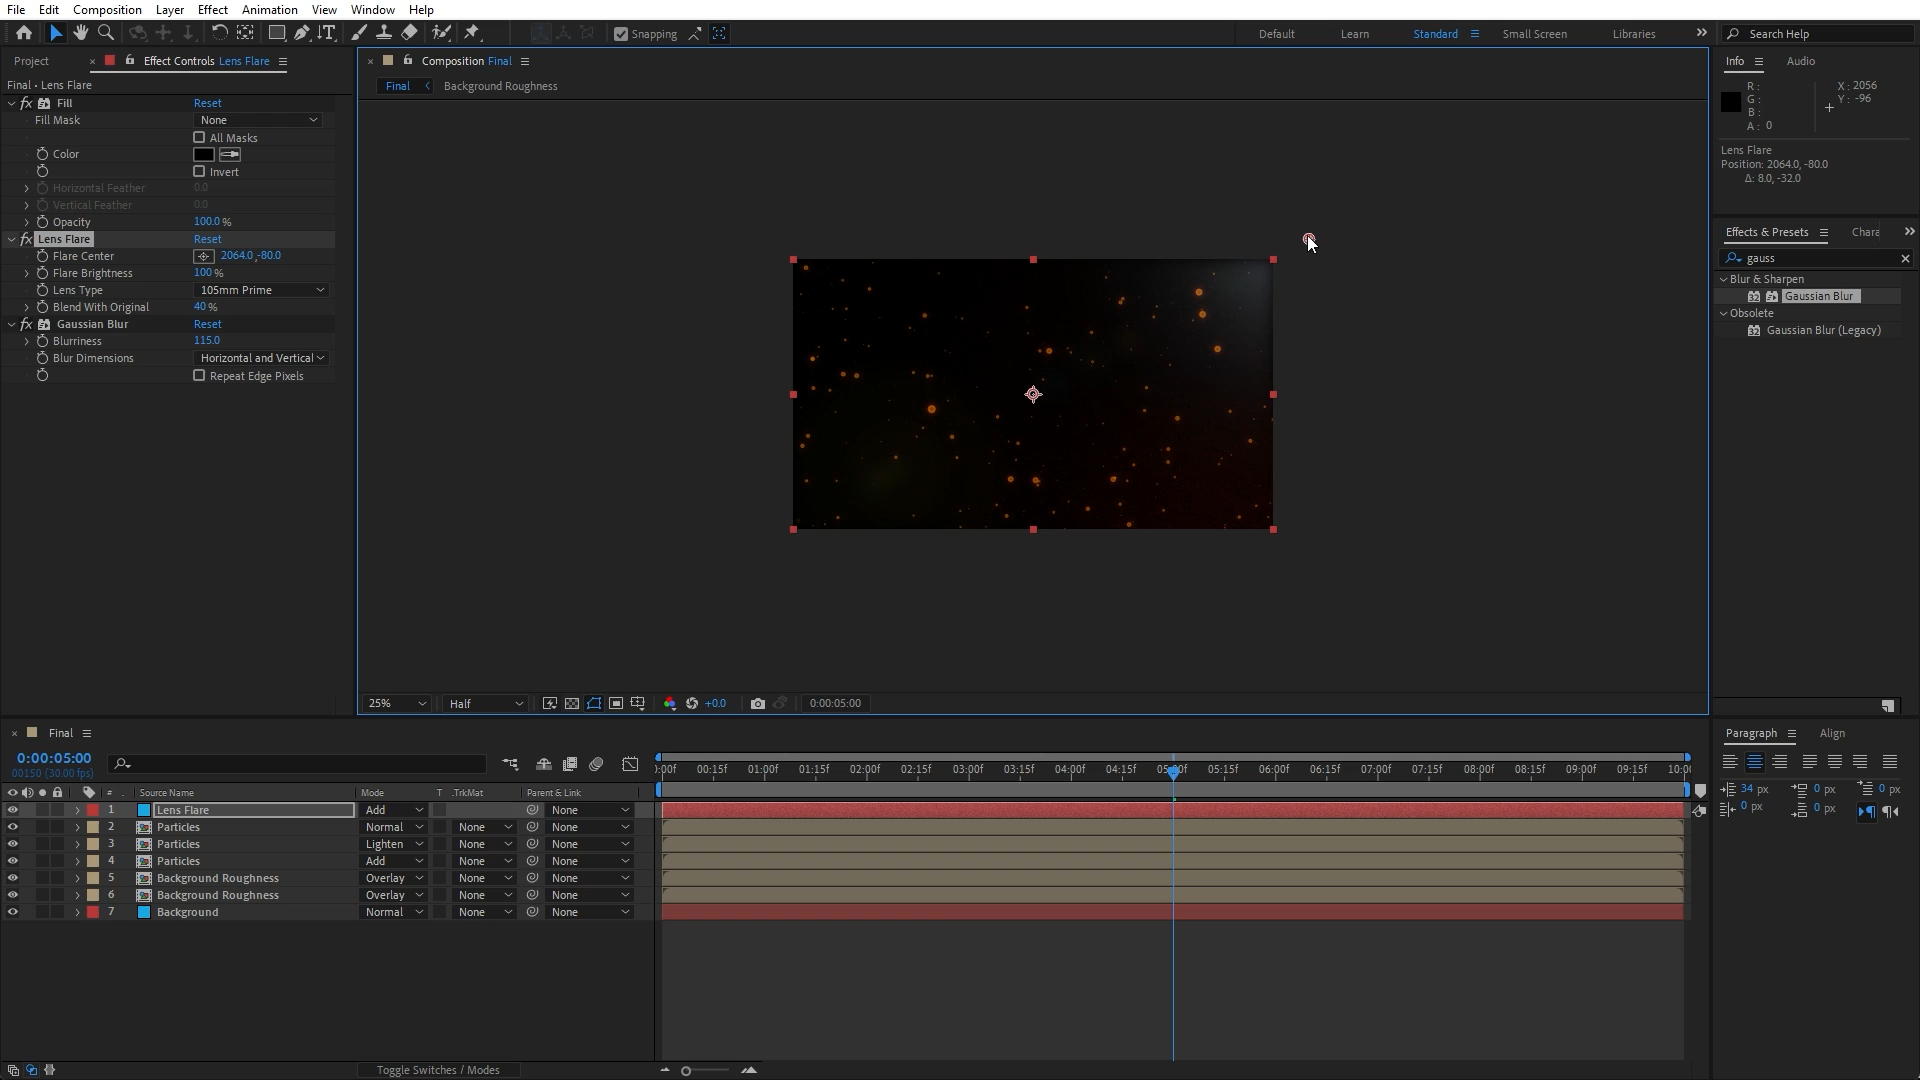 File Edit Composition Layer Effect Animation View Window Help
Snapping
Default Learn Standard Small Screen Libraries Search Help
Project Effect Controls Lens Flare
Final • Lens Flare
Fill Reset
Fill Mask None
All Masks
Color
Invert
Horizontal Feather 0.0
Vertical Feather 0.0
Opacity 100.0 %
Lens Flare Reset
Flare Center 2064.0,-80.0
Flare Brightness 100 %
Lens Type 105mm Prime
Blend With Original 40 %
Gaussian Blur Reset
Blurriness 115.0
Blur Dimensions Horizontal and Vertical
Repeat Edge Pixels
Composition Final
Final Background Roughness
25% Half +0.0 0:00:05:00
Info Audio
R :
G :
B :
A : 0
X : 2056
Y : -96
Lens Flare
Position: 2064.0, -80.0
Δ: 8.0, -32.0
Effects & Presets Chara
gauss
Blur & Sharpen
32 Gaussian Blur
Obsolete
32 Gaussian Blur (Legacy)
Paragraph Align
34 px 0 px 0 px
0 px 0 px
Final
0:00:05:00
00150 (30.00 fps)
# Source Name Mode T .TrkMat Parent & Link
1 Lens Flare Add None
2 Particles Normal None None
3 Particles Lighten None None
4 Particles Add None None
5 Background Roughness Overlay None None
6 Background Roughness Overlay None None
7 Background Normal None None
):00f 00:15f 01:00f 01:15f 02:00f 02:15f 03:00f 03:15f 04:00f 04:15f 05:00f 05:15f 06:00f 06:15f 07:00f 07:15f 08:00f 08:15f 09:00f 09:15f 10:0
Toggle Switches / Modes